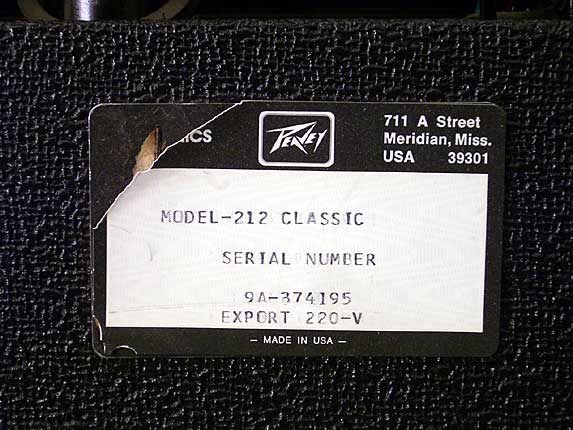 PEAVEY
711 A Street
Meridian, Miss.
USA 39301
MODEL-212 CLASSIC
SERIAL NUMBER
9A-374195
EXPORT 220-V
— MADE IN USA —